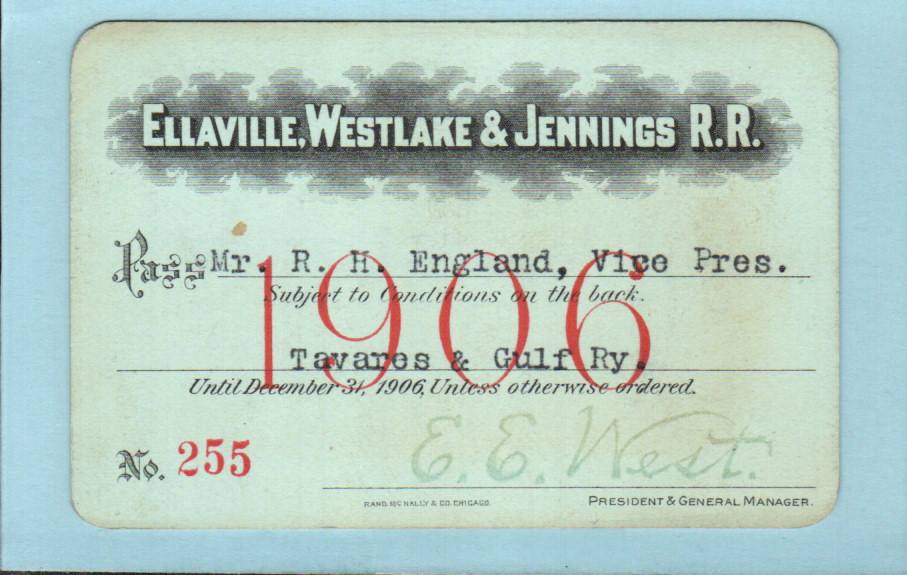 ELLAVILLE, WESTLAKE & JENNINGS R.R.
Pass Mr. R. H. England, Vice Pres.
Subject to Conditions on the back.
1906
Tavares & Gulf Ry.
Until December 31, 1906, Unless otherwise ordered.
E. E. West.
No. 255
RAND, MCNALLY & CO. CHICAGO.
PRESIDENT & GENERAL MANAGER.